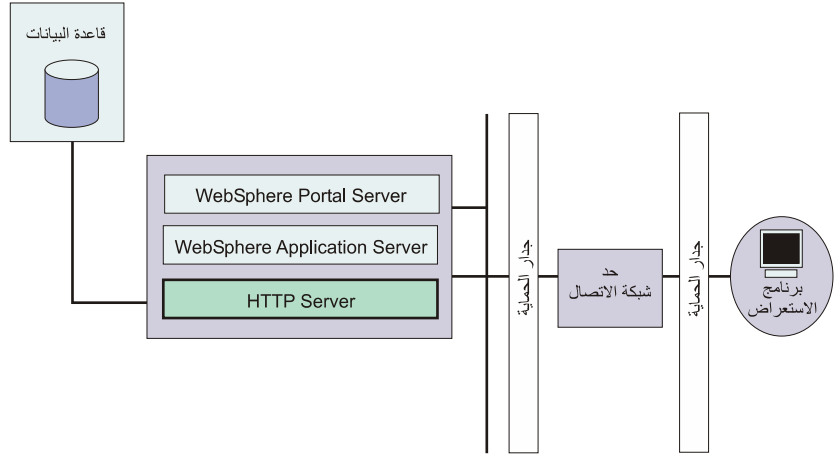 قاعدة البيانات
WebSphere Portal Server
WebSphere Application Server
HTTP Server
جدار الحماية
حد
شبكة الاتصال
جدار الحماية
برنامج
الاستعراض